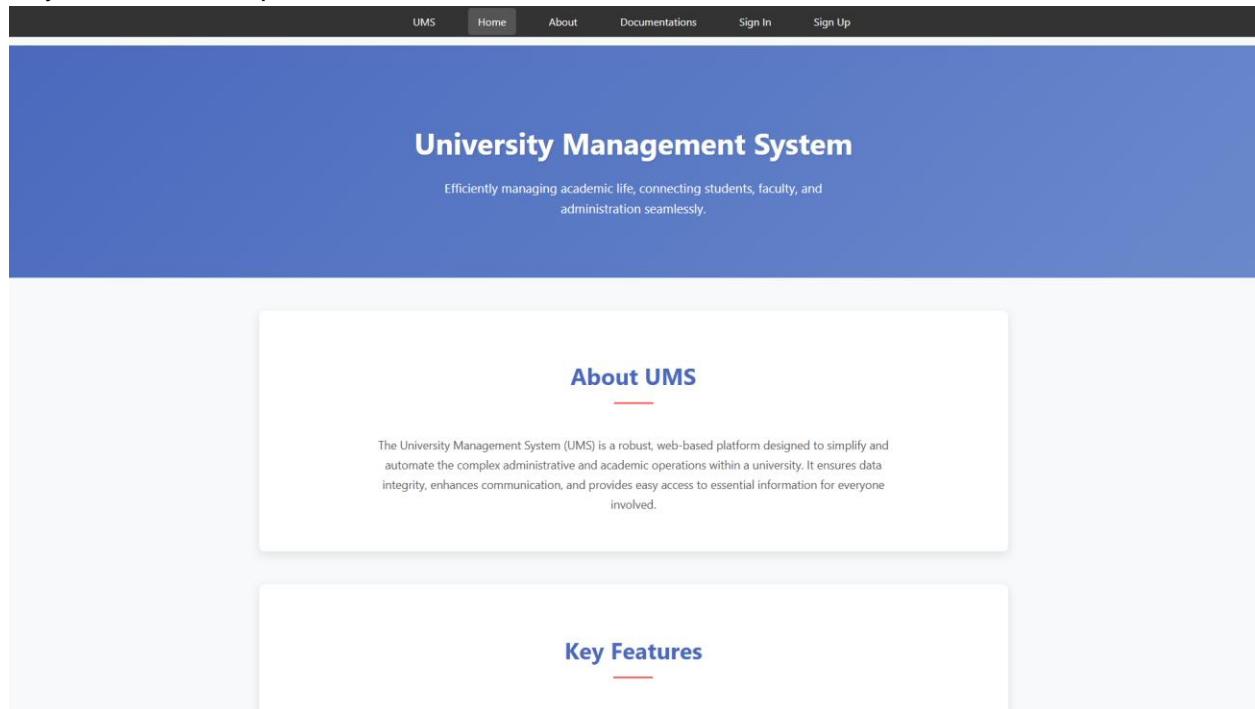 UMS Home About Documentations Sign In Sign Up
University Management System
Efficiently managing academic life, connecting students, faculty, and
administration seamlessly.
About UMS
The University Management System (UMS) is a robust, web-based platform designed to simplify and
automate the complex administrative and academic operations within a university. It ensures data
integrity, enhances communication, and provides easy access to essential information for everyone
involved.
Key Features